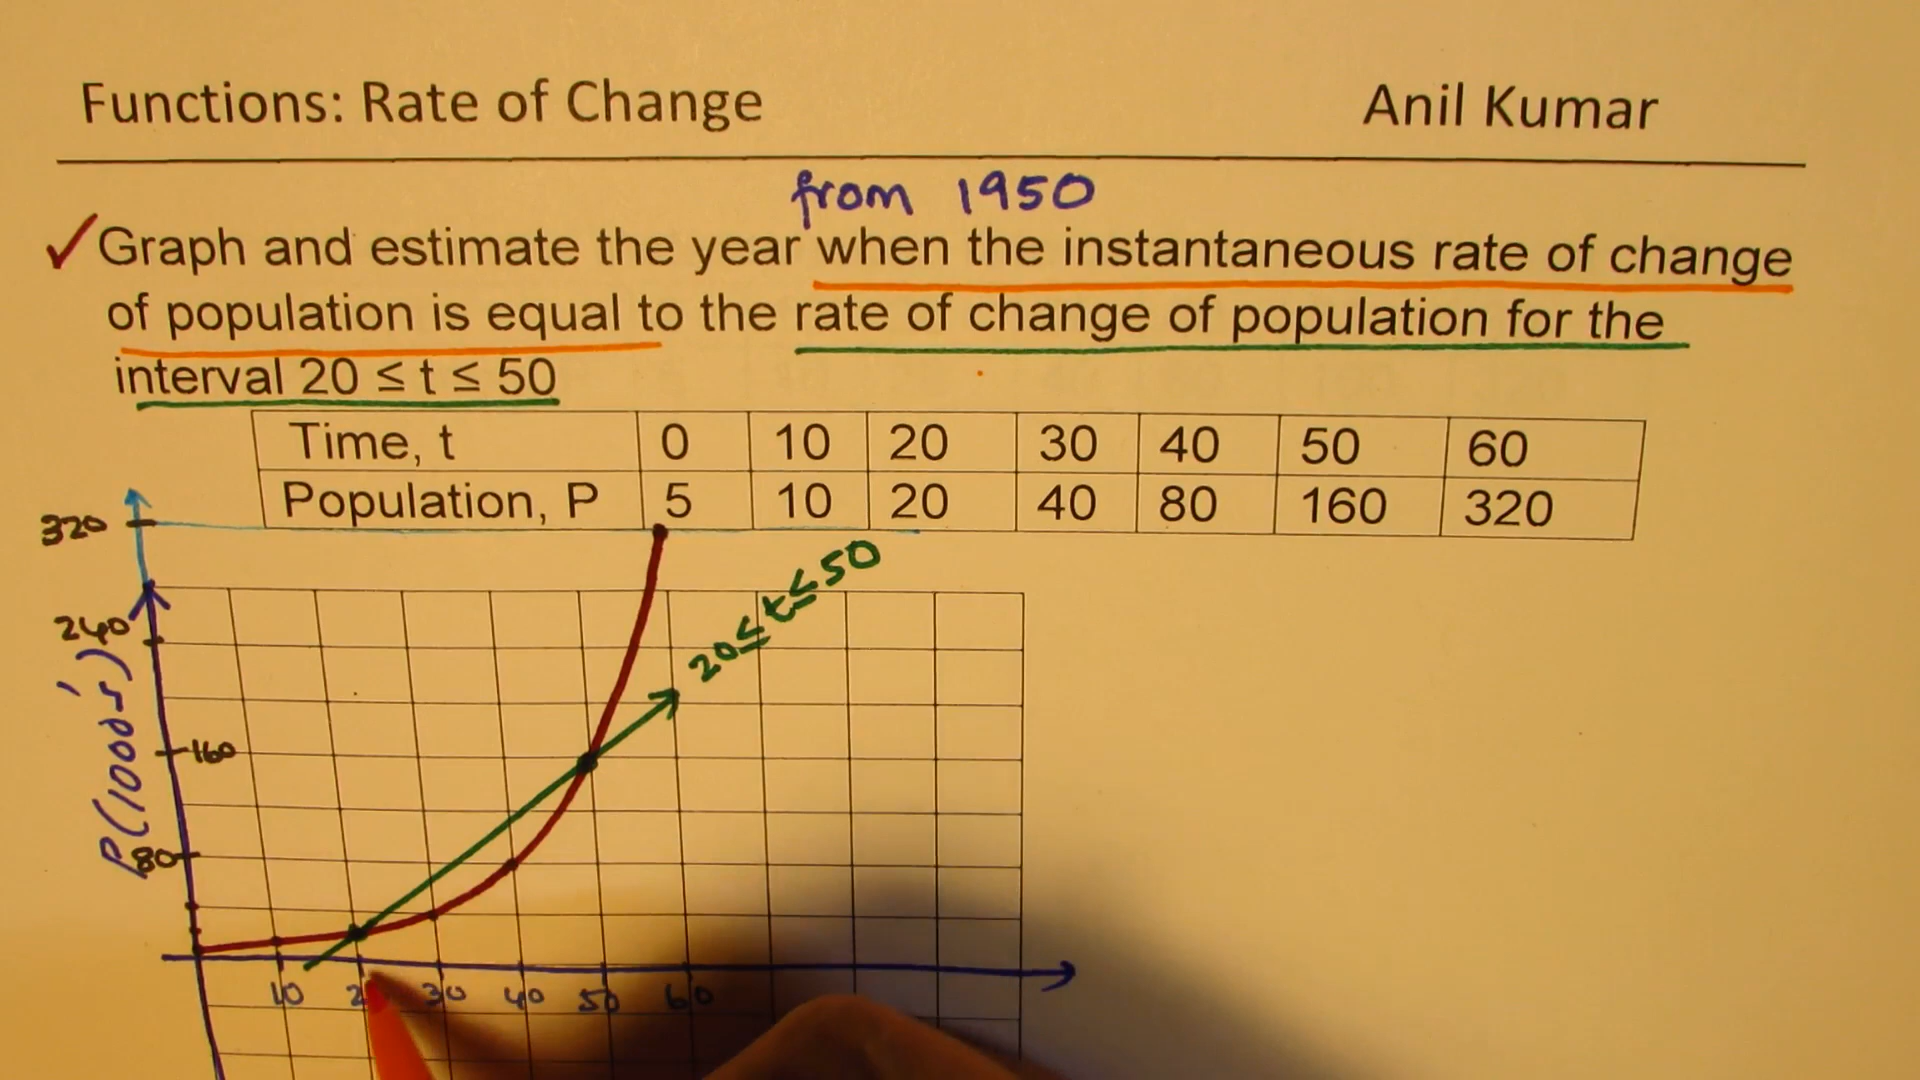 Functions: Rate of Change Anil Kumar
from 1950
✓Graph and estimate the year when the instantaneous rate of change
of population is equal to the rate of change of population for the
interval 20 ≤ t ≤ 50
Time, t 0 10 20 30 40 50 60
Population, P 5 10 20 40 80 160 320
320
20≤t≤50
240
P(1000's)
160
80
10 2 30 40 50 60